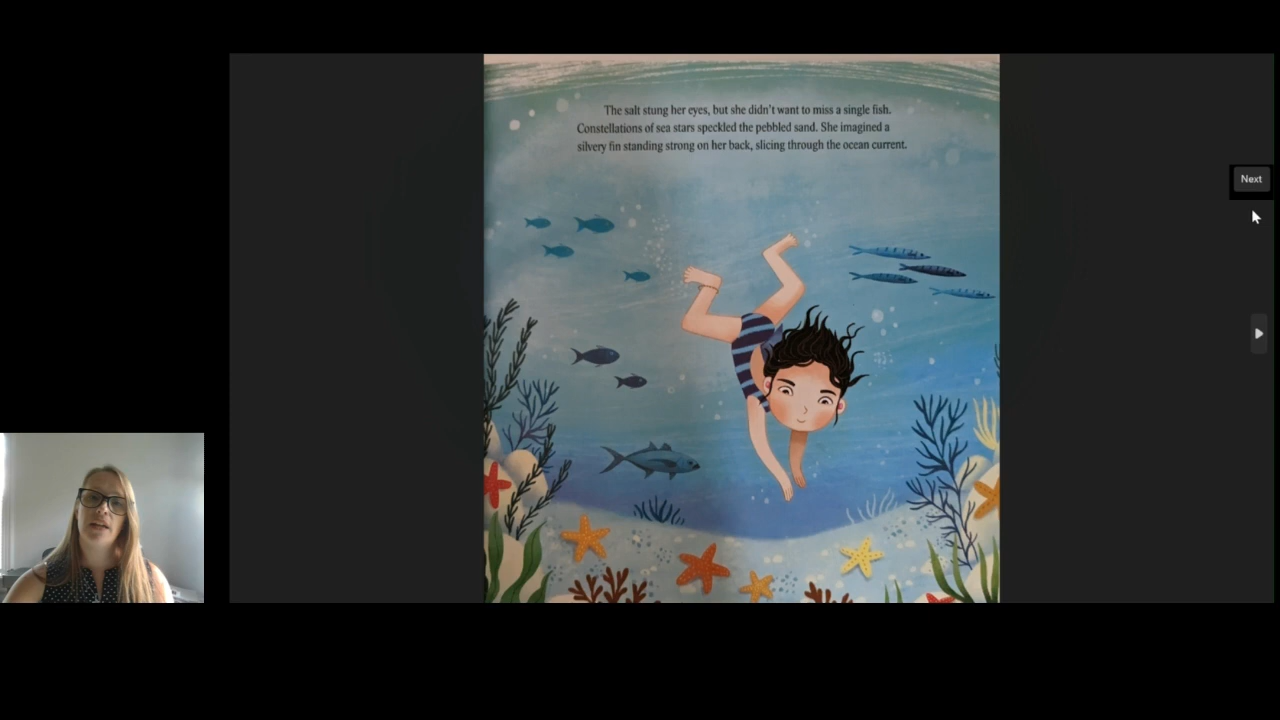 The salt stung her eyes, but she didn't want to miss a single fish.
Constellations of sea stars speckled the pebbled sand. She imagined a
silvery fin standing strong on her back, slicing through the ocean current.
Next